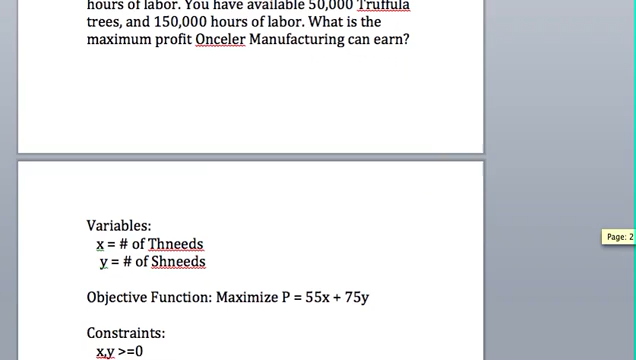 hours of labor. You have available 50,000 Truffula
trees, and 150,000 hours of labor. What is the
maximum profit Onceler Manufacturing can earn?
Variables:
x = # of Thneeds
y = # of Shneeds
Objective Function: Maximize P = 55x + 75y
Constraints:
x,y >=0
Page: 2